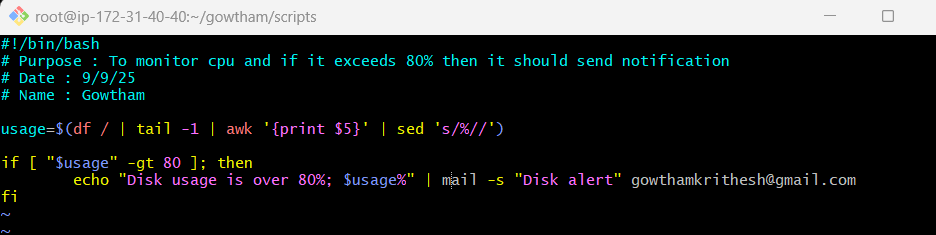 root@ip-172-31-40-40:~/gowtham/scripts
#!/bin/bash
# Purpose : To monitor cpu and if it exceeds 80% then it should send notification
# Date : 9/9/25
# Name : Gowtham
usage=$(df / | tail -1 | awk '{print $5}' | sed 's/%//')
if [ "$usage" -gt 80 ]; then
        echo "Disk usage is over 80%; $usage%" | mail -s "Disk alert" gowthamkrithesh@gmail.com
fi
~
~